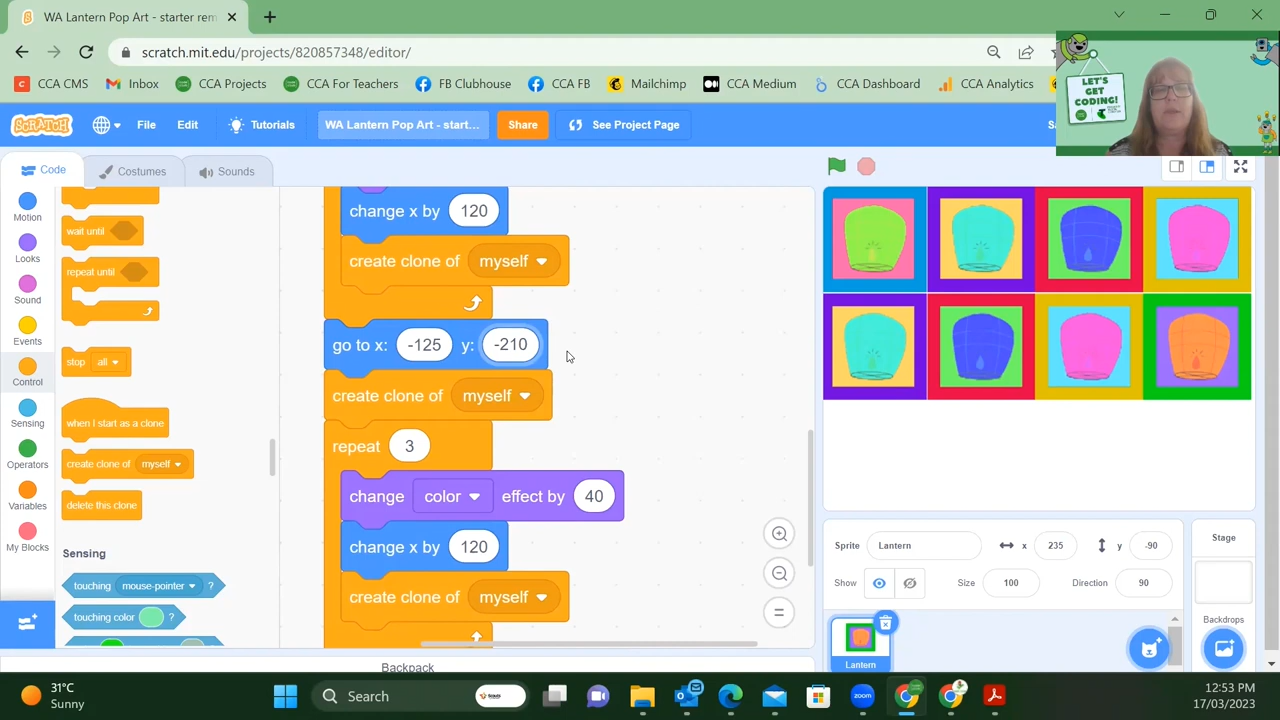 WA Lantern Pop Art - starter rem
scratch.mit.edu/projects/820857348/editor/
CCA CMS Inbox CCA Projects CCA For Teachers FB Clubhouse CCA FB Mailchimp CCA Medium CCA Dashboard CCA Analytics
LET'S
GET
CODING!
SCRATCH File Edit Tutorials WA Lantern Pop Art - start... Share See Project Page
Code Costumes Sounds
Motion
Looks
Sound
Events
Control
Sensing
Operators
Variables
My Blocks
wait until
repeat until
stop all
when I start as a clone
create clone of myself
delete this clone
Sensing
touching mouse-pointer ?
touching color ?
change x by 120
create clone of myself
go to x: -125 y: -210
create clone of myself
repeat 3
change color effect by 40
change x by 120
create clone of myself
Backpack
Sprite Lantern x 235 y -90
Show Size 100 Direction 90
Lantern
Stage
Backdrops
31°C
Sunny
Search
12:53 PM
17/03/2023